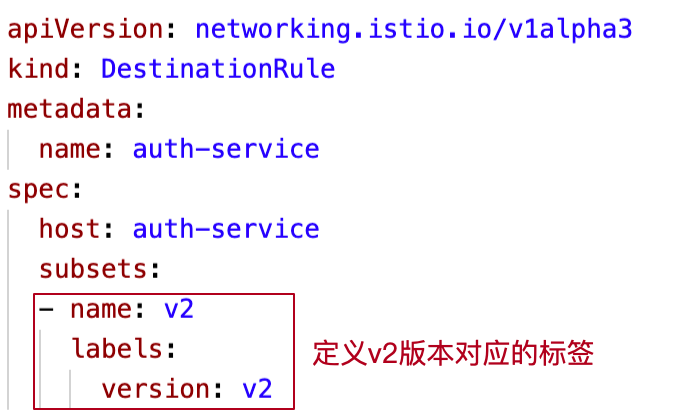 apiVersion: networking.istio.io/v1alpha3
kind: DestinationRule
metadata:
  name: auth-service
spec:
  host: auth-service
  subsets:
  - name: v2
    labels:
      version: v2
定义v2版本对应的标签